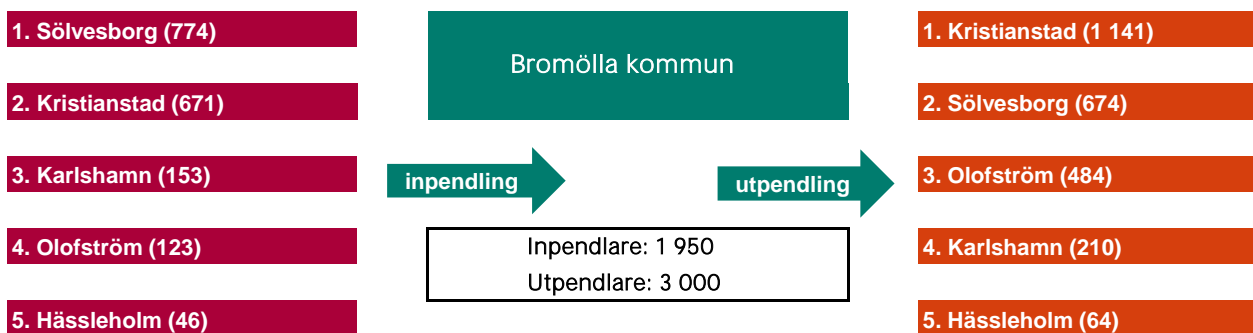 1. Sölvesborg (774)
2. Kristianstad (671)
3. Karlshamn (153)
4. Olofström (123)
5. Hässleholm (46)
Bromölla kommun
inpendling
utpendling
Inpendlare: 1 950
Utpendlare: 3 000
1. Kristianstad (1 141)
2. Sölvesborg (674)
3. Olofström (484)
4. Karlshamn (210)
5. Hässleholm (64)